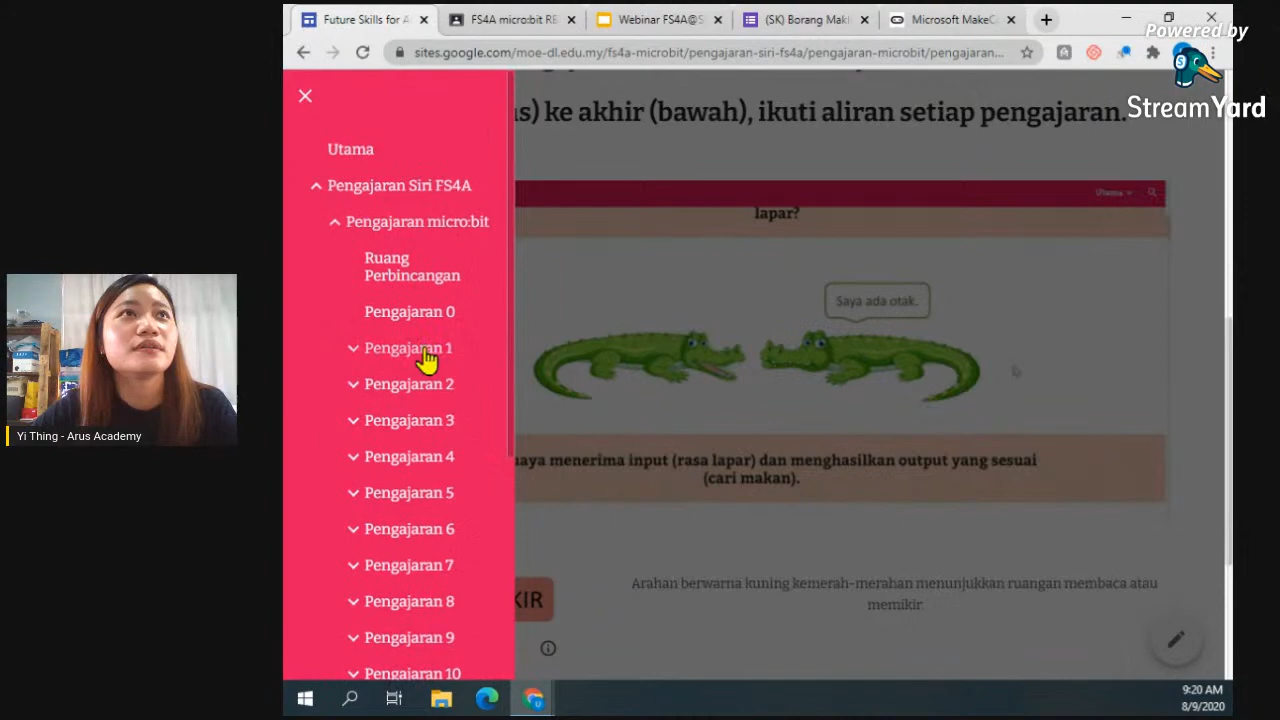 Future Skills for A
FS4A micro:bit RE
Webinar FS4A@S
(SK) Borang Mak
Microsoft MakeC
Powered by
StreamYard
sites.google.com/moe-dl.edu.my/fs4a-microbit/pengajaran-siri-fs4a/pengajaran-microbit/pengajaran...
ke akhir (bawah), ikuti aliran setiap pengajaran.
Utama
Pengajaran Siri FS4A
Pengajaran micro:bit
Ruang
Perbincangan
Pengajaran 0
Pengajaran 1
Pengajaran 2
Pengajaran 3
Pengajaran 4
Pengajaran 5
Pengajaran 6
Pengajaran 7
Pengajaran 8
Pengajaran 9
Pengajaran 10
Utama
lapar?
Saya ada otak.
menerima input (rasa lapar) dan menghasilkan output yang sesuai
(cari makan).
Arahan berwarna kuning kemerah-merahan menunjukkan ruangan membaca atau
memikir.
Yi Thing - Arus Academy
9:20 AM
8/9/2020